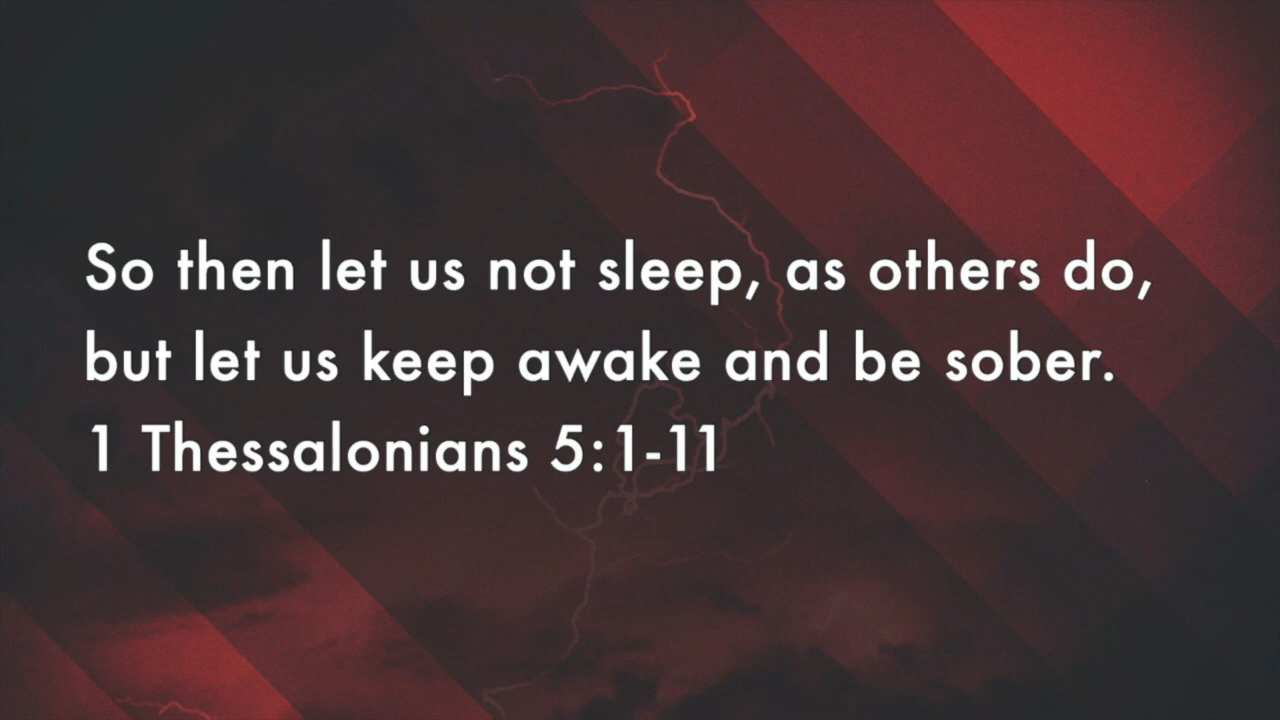 So then let us not sleep, as others do,
but let us keep awake and be sober.
1 Thessalonians 5:1-11